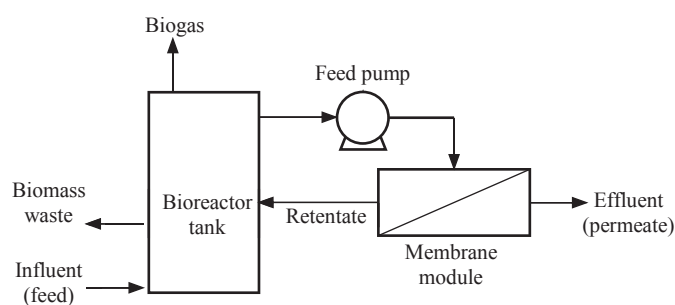 Biogas
Feed pump
Biomass
waste
Bioreactor
tank
Retentate
Effluent
(permeate)
Membrane
module
Influent
(feed)